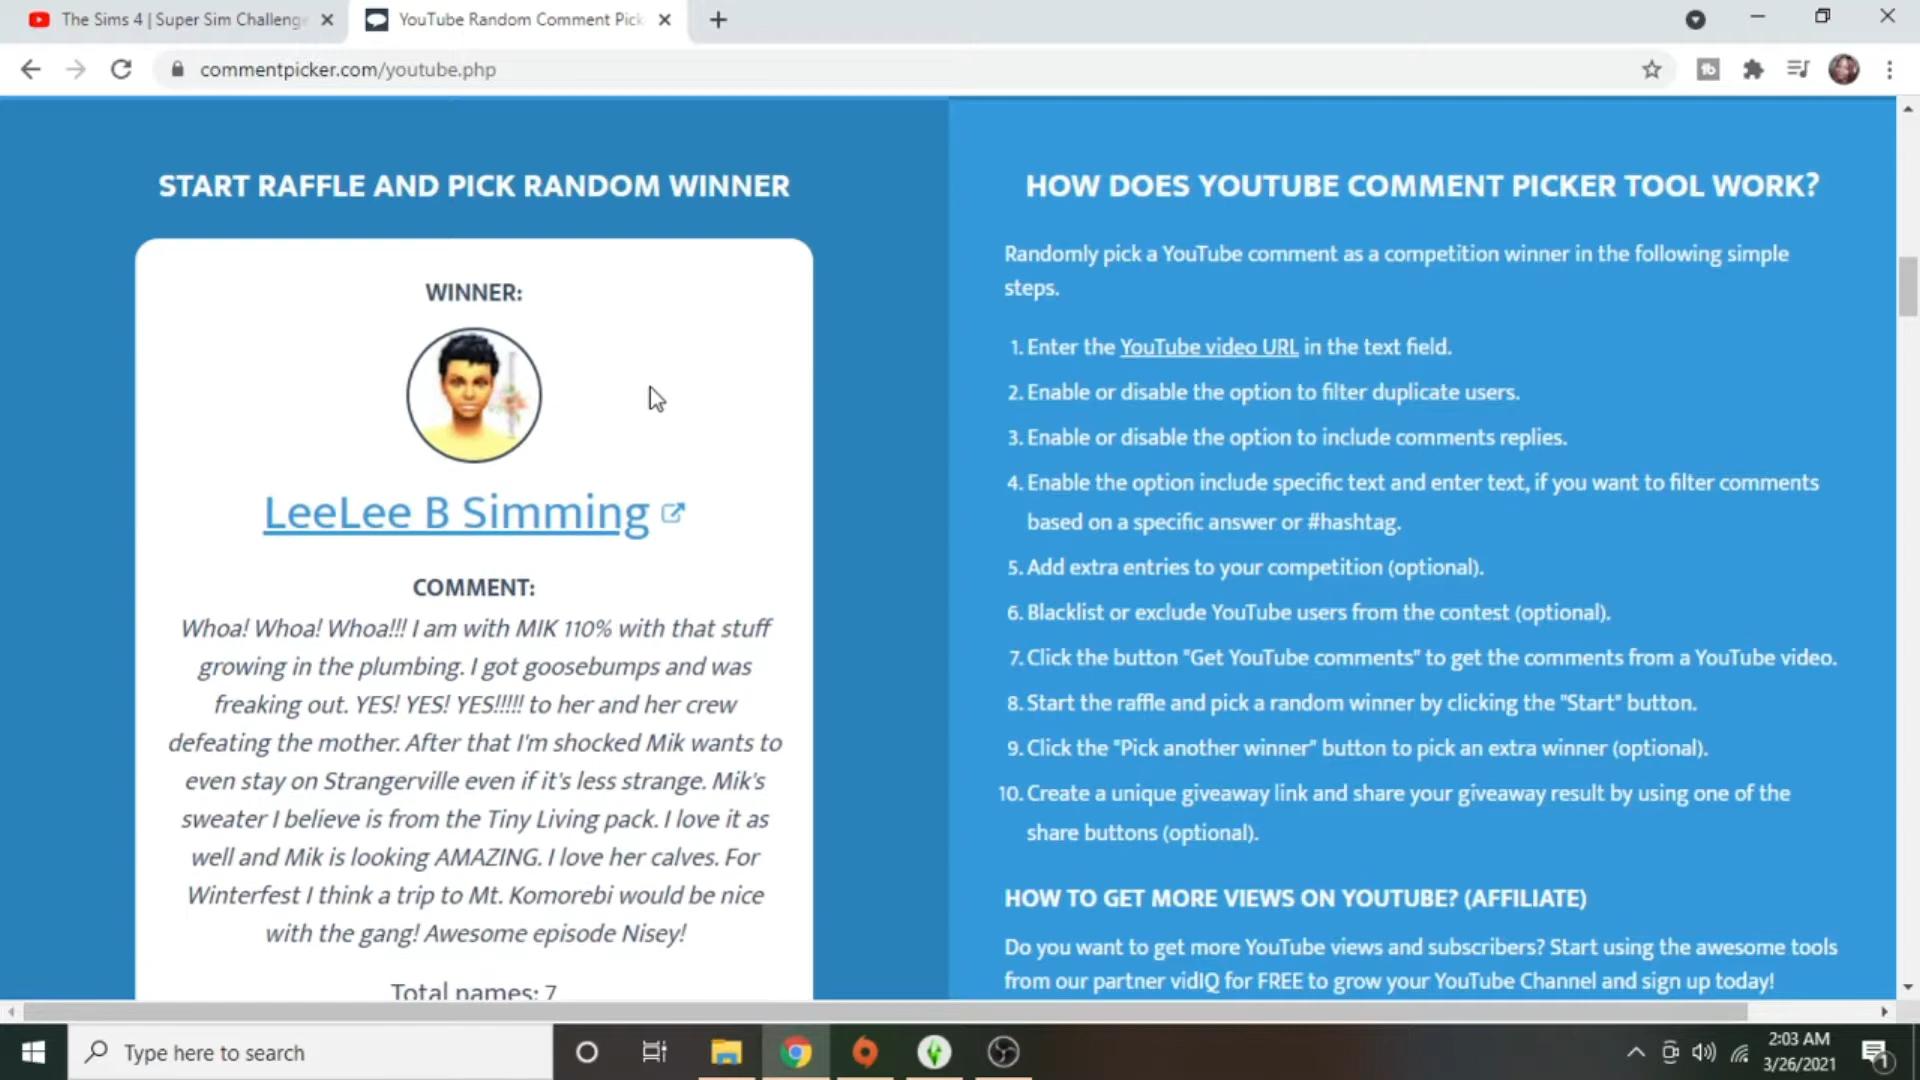 The Sims 4 | Super Sim Challenge
YouTube Random Comment Pick
commentpicker.com/youtube.php
START RAFFLE AND PICK RANDOM WINNER
WINNER:
LeeLee B Simming
COMMENT:
Whoa! Whoa! Whoa!!! I am with MIK 110% with that stuff
growing in the plumbing. I got goosebumps and was
freaking out. YES! YES! YES!!!!! to her and her crew
defeating the mother. After that I'm shocked Mik wants to
even stay on Strangerville even if it's less strange. Mik's
sweater I believe is from the Tiny Living pack. I love it as
well and Mik is looking AMAZING. I love her calves. For
Winterfest I think a trip to Mt. Komorebi would be nice
with the gang! Awesome episode Nisey!
Total names: 7
HOW DOES YOUTUBE COMMENT PICKER TOOL WORK?
Randomly pick a YouTube comment as a competition winner in the following simple
steps.
1. Enter the YouTube video URL in the text field.
2. Enable or disable the option to filter duplicate users.
3. Enable or disable the option to include comments replies.
4. Enable the option include specific text and enter text, if you want to filter comments
based on a specific answer or #hashtag.
5. Add extra entries to your competition (optional).
6. Blacklist or exclude YouTube users from the contest (optional).
7. Click the button "Get YouTube comments" to get the comments from a YouTube video.
8. Start the raffle and pick a random winner by clicking the "Start" button.
9. Click the "Pick another winner" button to pick an extra winner (optional).
10. Create a unique giveaway link and share your giveaway result by using one of the
share buttons (optional).
HOW TO GET MORE VIEWS ON YOUTUBE? (AFFILIATE)
Do you want to get more YouTube views and subscribers? Start using the awesome tools
from our partner vidIQ for FREE to grow your YouTube Channel and sign up today!
Type here to search
2:03 AM
3/26/2021
1